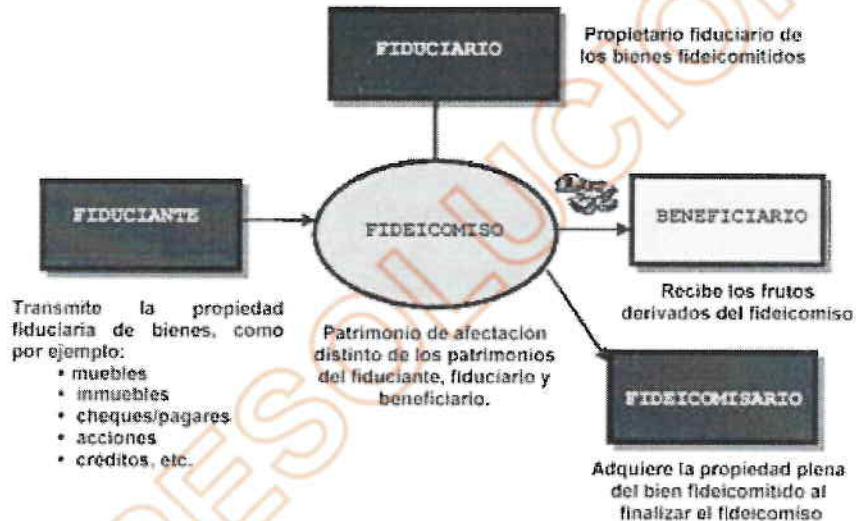 FIDUCIARIO
Propietario fiduciario de
los bienes fideicomitidos
FIDUCIANTE
FIDEICOMISO
BENEFICIARIO
Transmite la propiedad
fiduciaria de bienes, como
por ejemplo:
• muebles
• inmuebles
• cheques/pagares
• acciones
• créditos, etc.
Patrimonio de afectación
distinto de los patrimonios
del fiduciante, fiduciario y
beneficiario.
Recibe los frutos
derivados del fideicomiso
FIDEICOMISARIO
Adquiere la propiedad plena
del bien fideicomitido al
finalizar el fideicomiso
RESOLUCIO